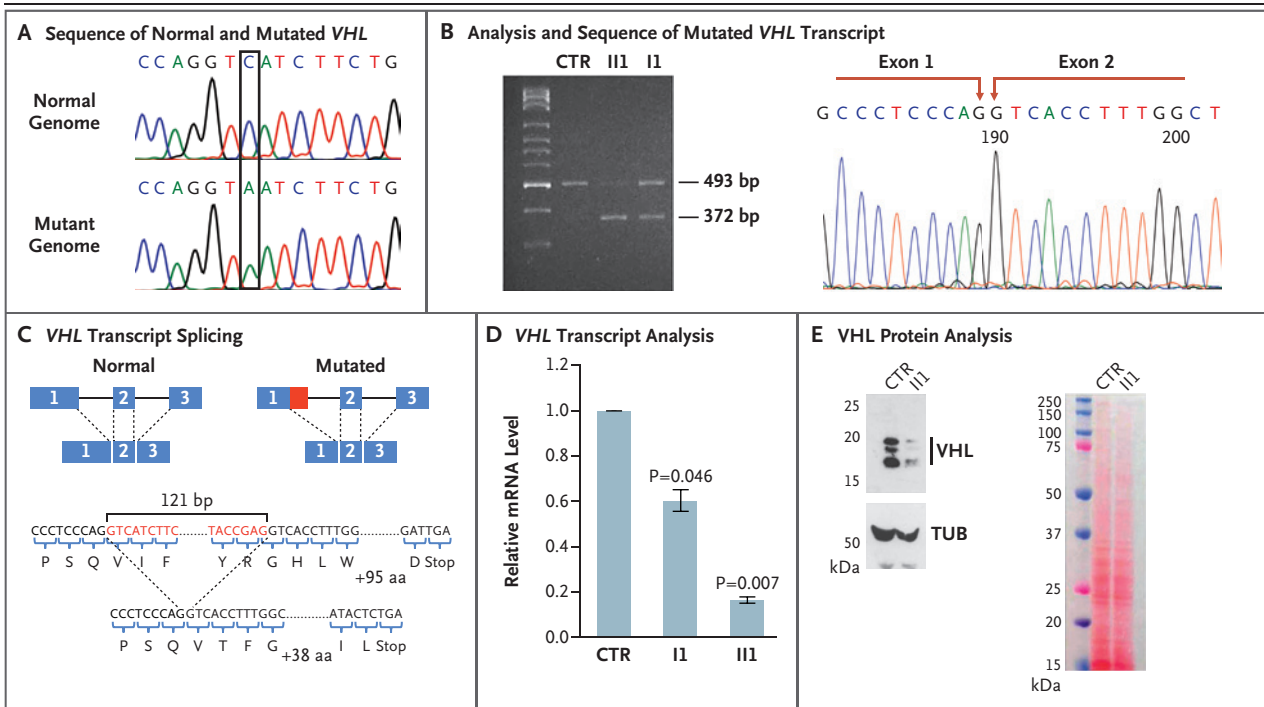 A Sequence of Normal and Mutated VHL
C C A G G T C A T C T T C T G
Normal
Genome
C C A G G T A A T C T T C T G
Mutant
Genome
B Analysis and Sequence of Mutated VHL Transcript
CTR II1 I1
493 bp
372 bp
Exon 1 Exon 2
G C C C T C C C A G G T C A C C T T T G G C T
190 200
C VHL Transcript Splicing
Normal Mutated
1 2 3 1 2 3
1 2 3 1 2 3
121 bp
CCCTCCCAGGTCATCTTC........TACCGAGGTCACCTTTGG..........GATTGA
P S Q V I F Y R G H L W +95 aa D Stop
CCCTCCCAGGTCACCTTTGGC............ATACTCTGA
P S Q V T F G +38 aa I L Stop
D VHL Transcript Analysis
Relative mRNA Level
1.2
1.0
0.8
0.6
0.4
0.2
0.0
P=0.046
P=0.007
CTR I1 II1
E VHL Protein Analysis
CTR II1
25
20
15
VHL
50
TUB
kDa
CTR II1
250
150
100
75
50
37
25
20
15
kDa